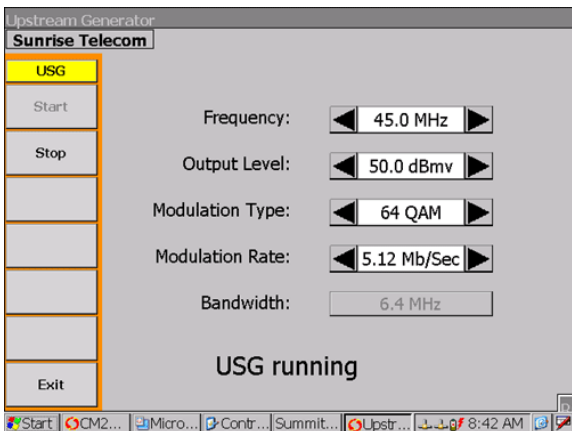 Upstream Generator
Sunrise Telecom
USG
Start
Stop
Exit
Frequency: 45.0 MHz
Output Level: 50.0 dBmv
Modulation Type: 64 QAM
Modulation Rate: 5.12 Mb/Sec
Bandwidth: 6.4 MHz
USG running
Start CM2... Micro... Contr... Summit... Upstr... 8:42 AM